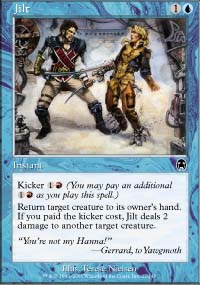 Jilt 1
Instant
Kicker 1 (You may pay an additional
1 as you play this spell.)
Return target creature to its owner's hand.
If you paid the kicker cost, Jilt deals 2
damage to another target creature.
"You're not my Hanna!"
—Gerrard, to Yawgmoth
Illus. Terese Nielsen